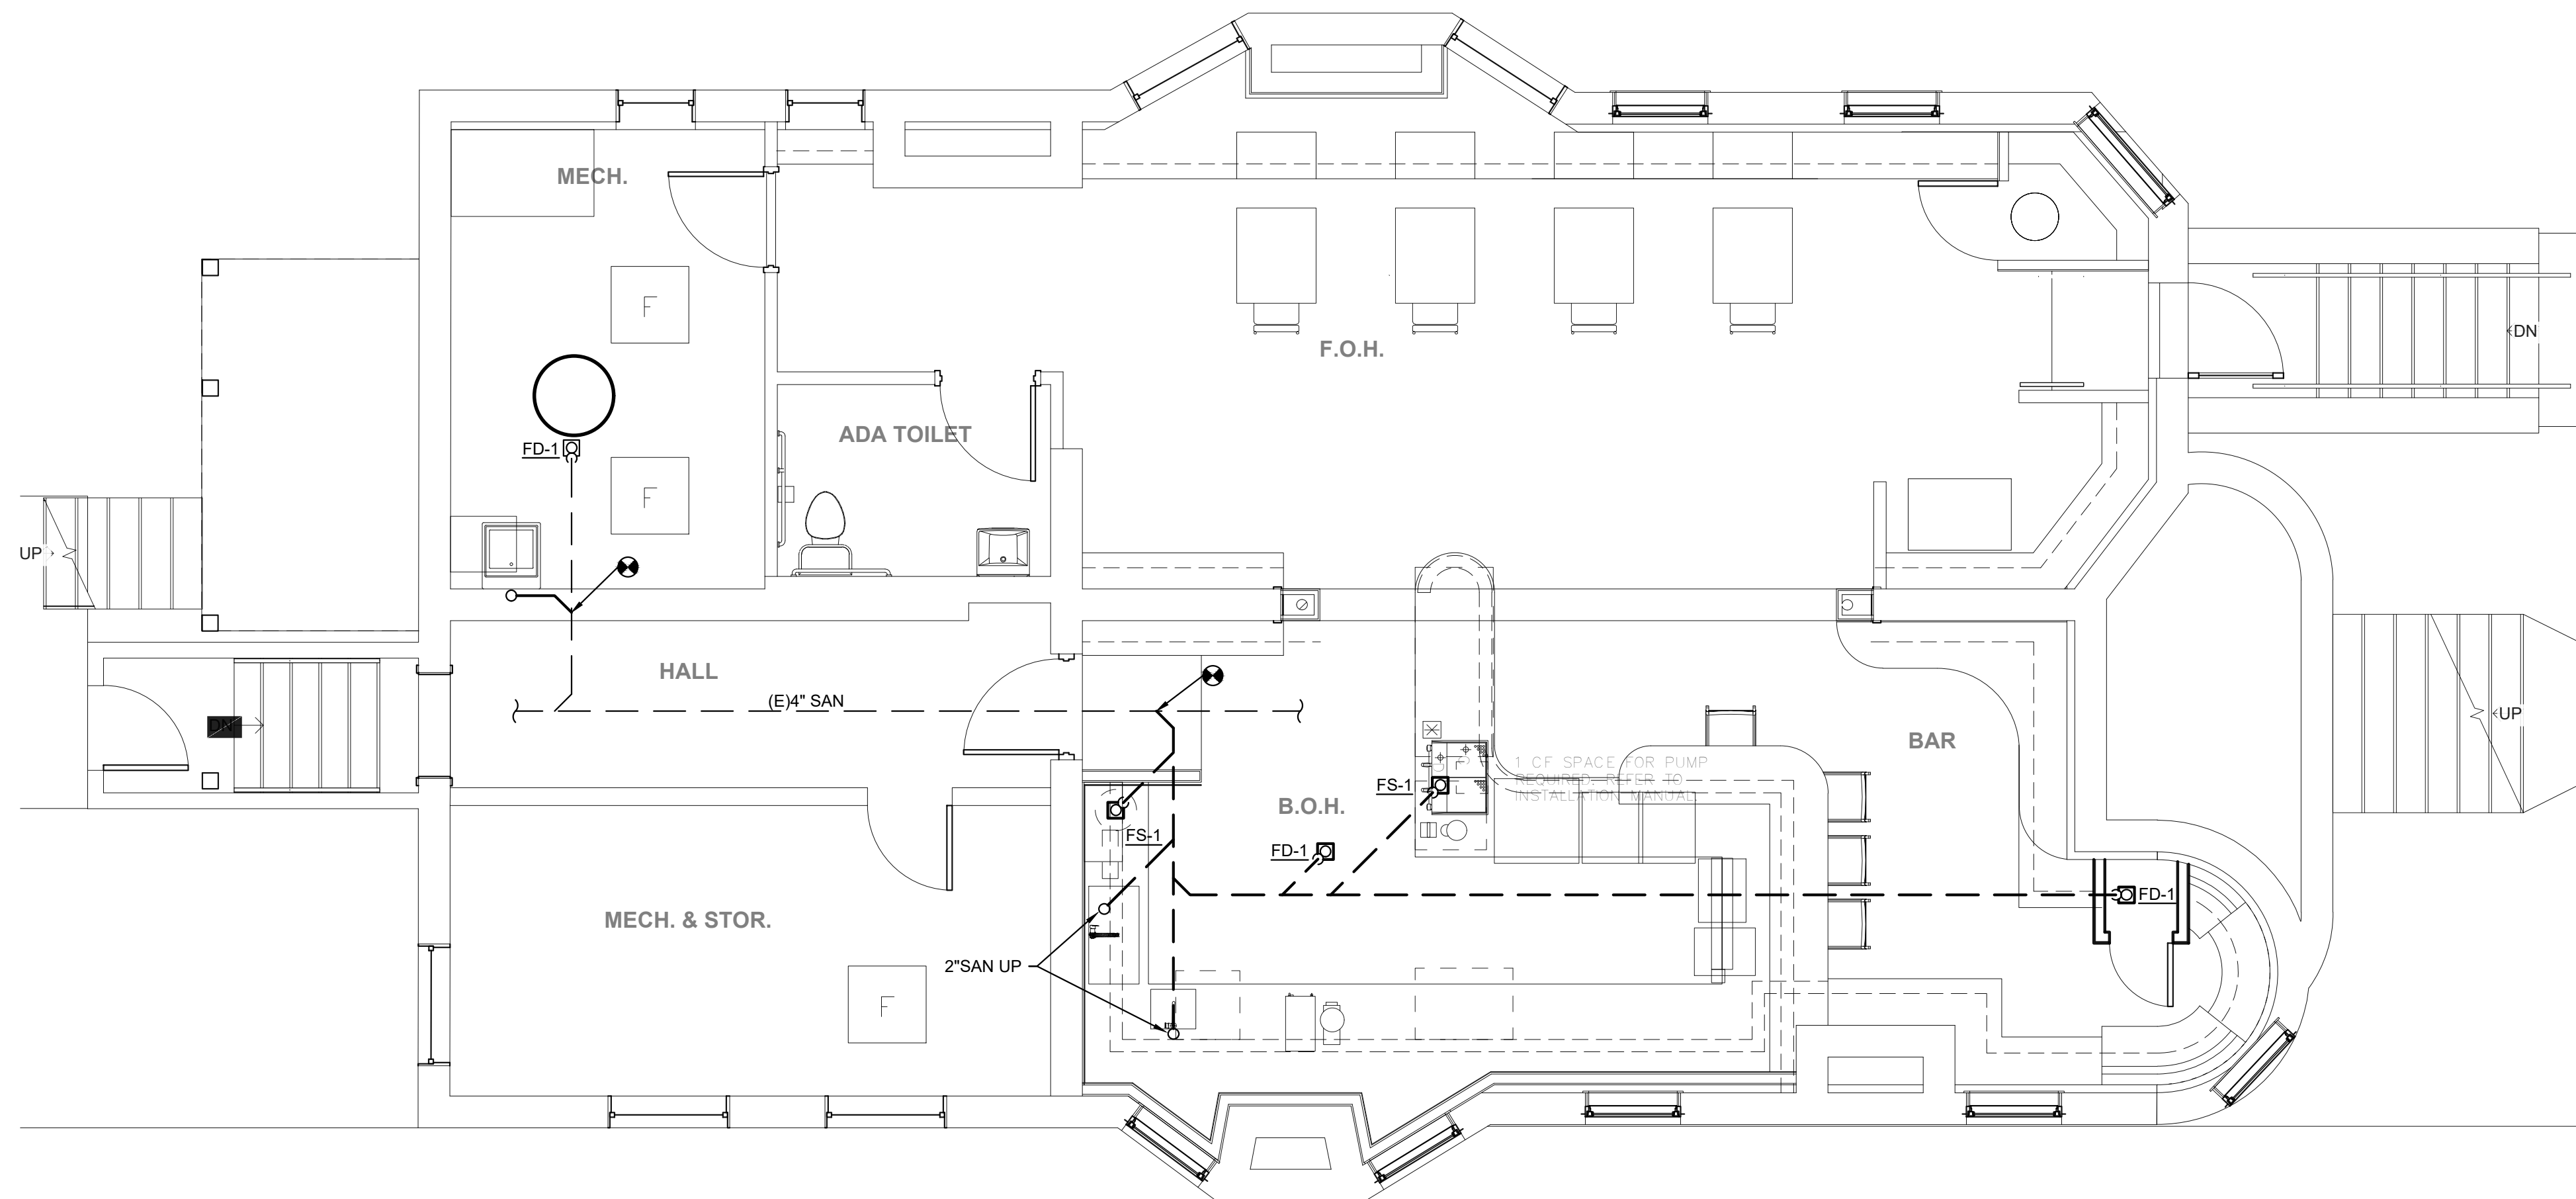 MECH.
F
F.O.H.
DN
ADA TOILET
FD-1
F
UP
HALL
(E)4" SAN
UP
DN
BAR
1 CF SPACE FOR PUMP
REQUIRED. REFER TO
INSTALLATION MANUAL.
FS-1
B.O.H.
FS-1
FD-1
FD-1
MECH. & STOR.
2"SAN UP
F